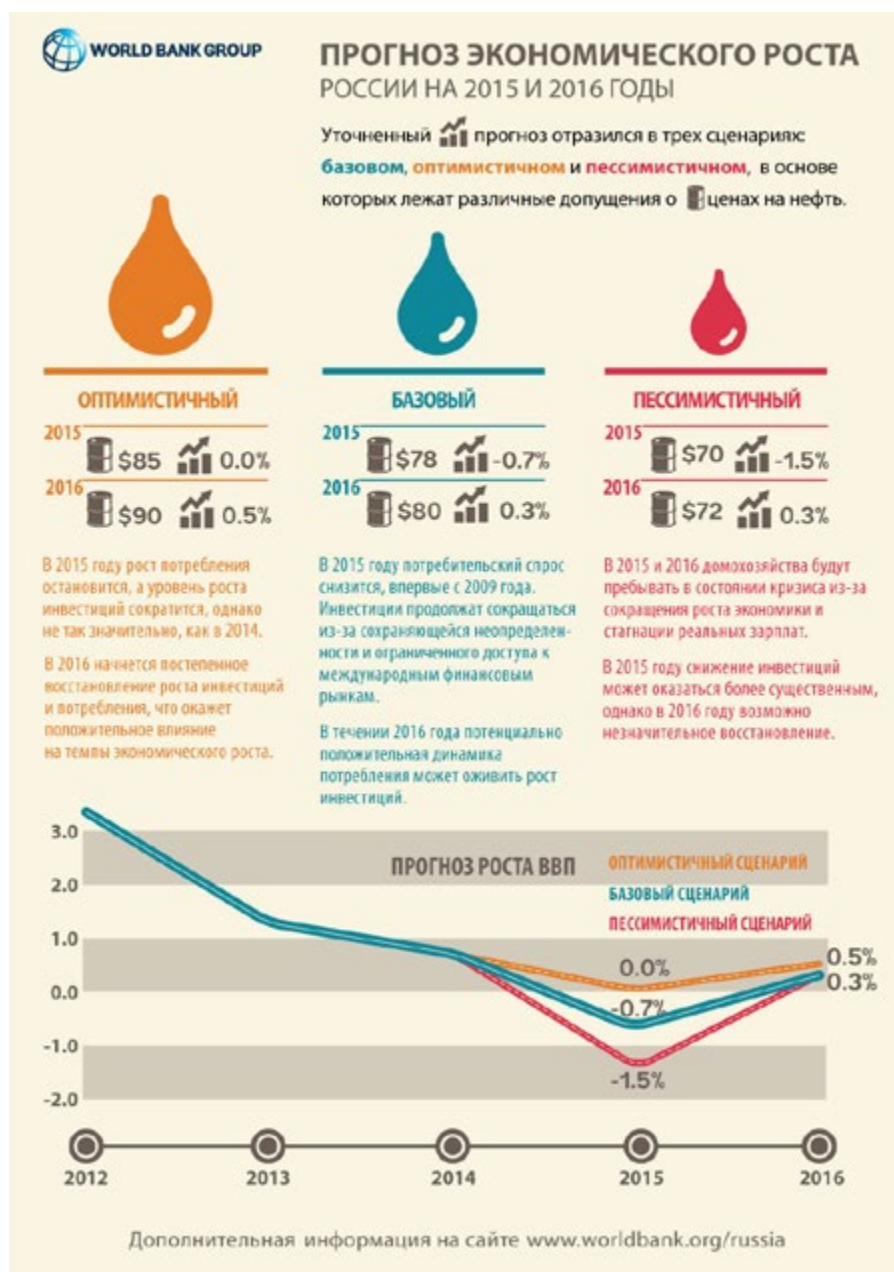 WORLD BANK GROUP
ПРОГНОЗ ЭКОНОМИЧЕСКОГО РОСТА
РОССИИ НА 2015 И 2016 ГОДЫ
Уточненный прогноз отразился в трех сценариях:
базовом, оптимистичном и пессимистичном, в основе
которых лежат различные допущения о ценах на нефть.
ОПТИМИСТИЧНЫЙ
2015
$85 0.0%
2016
$90 0.5%
В 2015 году рост потребления
остановится, а уровень роста
инвестиций сократится, однако
не так значительно, как в 2014.
В 2016 начнется постепенное
восстановление роста инвестиций
и потребления, что окажет
положительное влияние
на темпы экономического роста.
БАЗОВЫЙ
2015
$78 -0.7%
2016
$80 0.3%
В 2015 году потребительский спрос
снизится, впервые с 2009 года.
Инвестиции продолжат сокращаться
из-за сохраняющейся неопределен-
ности и ограниченного доступа к
международным финансовым
рынкам.
В течении 2016 года потенциально
положительная динамика
потребления может оживить рост
инвестиций.
ПЕССИМИСТИЧНЫЙ
2015
$70 -1.5%
2016
$72 0.3%
В 2015 и 2016 домохозяйства будут
пребывать в состоянии кризиса из-за
сокращения роста экономики и
стагнации реальных зарплат.
В 2015 году снижение инвестиций
может оказаться более существенным,
однако в 2016 году возможно
незначительное восстановление.
ПРОГНОЗ РОСТА ВВП
ОПТИМИСТИЧНЫЙ СЦЕНАРИЙ
БАЗОВЫЙ СЦЕНАРИЙ
ПЕССИМИСТИЧНЫЙ СЦЕНАРИЙ
3.0
2.0
1.0
0.0
-1.0
-2.0
0.0%
-0.7%
-1.5%
0.5%
0.3%
2012 2013 2014 2015 2016
Дополнительная информация на сайте www.worldbank.org/russia